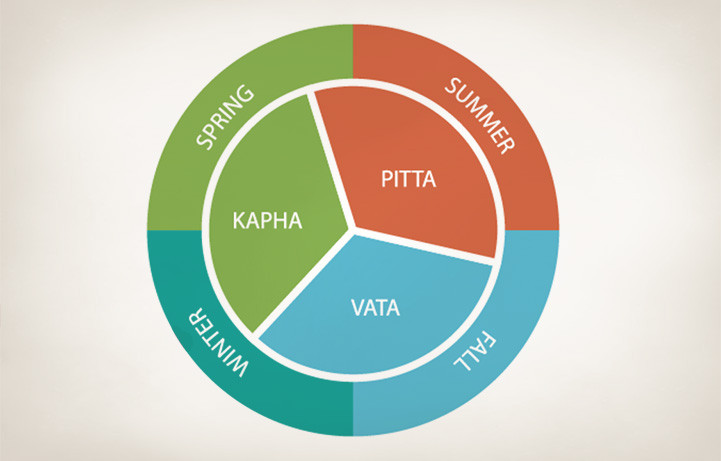 SPRING
SUMMER
PITTA
KAPHA
VATA
WINTER
FALL